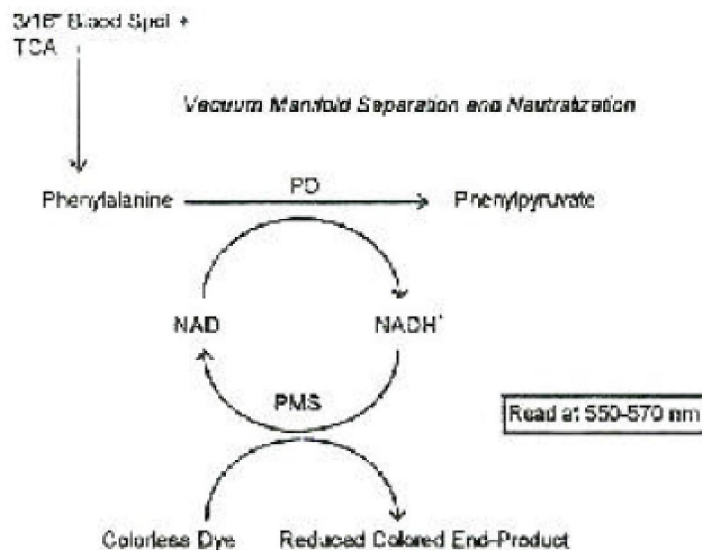 3/16" Blood Spot +
TCA
Vacuum Manifold Separation and Neutralization
Phenylalanine
PD
Phenylpyruvate
NAD
NADH⁺
PMS
Read at 550-570 nm
Colorless Dye
Reduced Colored End-Product